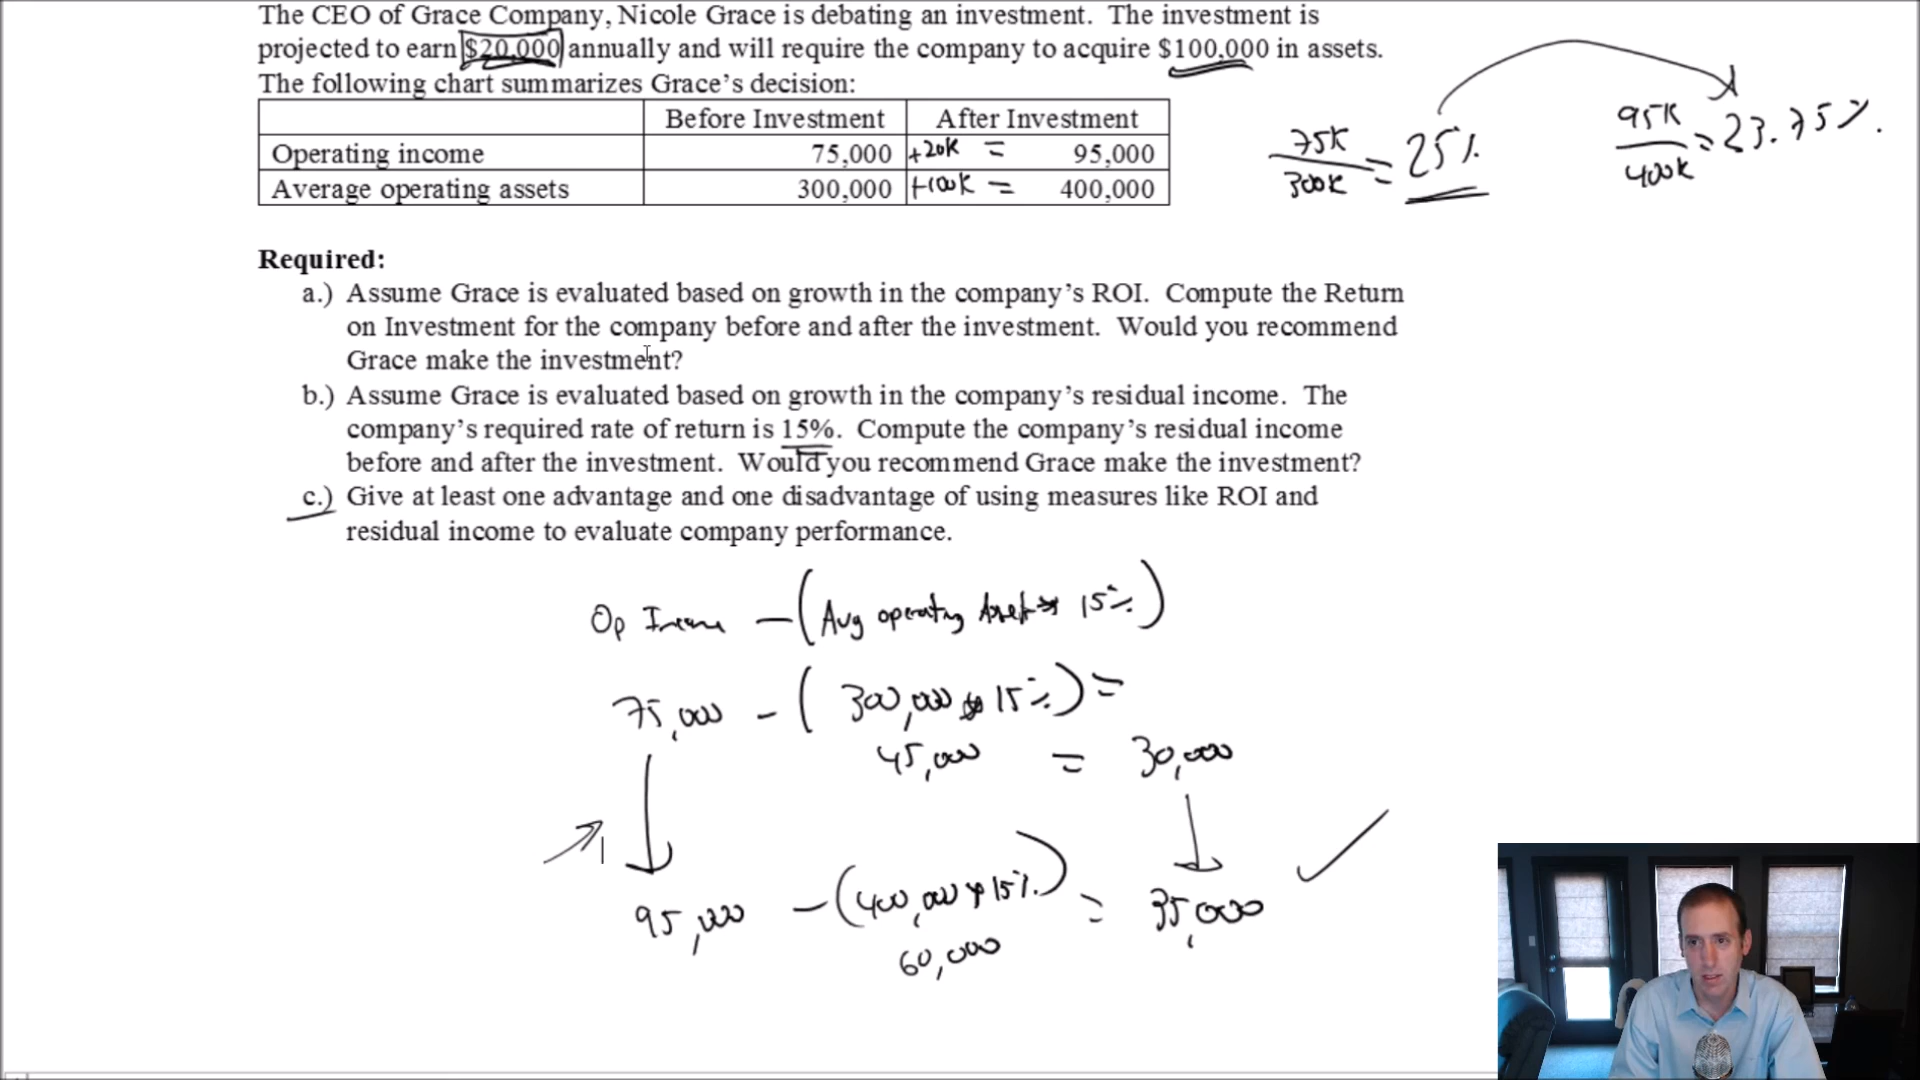 The CEO of Grace Company, Nicole Grace is debating an investment. The investment is
projected to earn $20,000 annually and will require the company to acquire $100,000 in assets.
The following chart summarizes Grace's decision:
Before Investment After Investment
Operating income 75,000 +20K = 95,000
Average operating assets 300,000 +100K = 400,000
75K
300K
= 25%
95K
400K
= 23.75%.
Required:
a.) Assume Grace is evaluated based on growth in the company's ROI. Compute the Return
on Investment for the company before and after the investment. Would you recommend
Grace make the investment?
b.) Assume Grace is evaluated based on growth in the company's residual income. The
company's required rate of return is 15%. Compute the company's residual income
before and after the investment. Would you recommend Grace make the investment?
c.) Give at least one advantage and one disadvantage of using measures like ROI and
residual income to evaluate company performance.
Op Income - (Avg operating Assets * 15%)
75,000 - (300,000 * 15%) =
45,000 = 30,000
95,000 - (400,000 * 15%) = 35,000
60,000